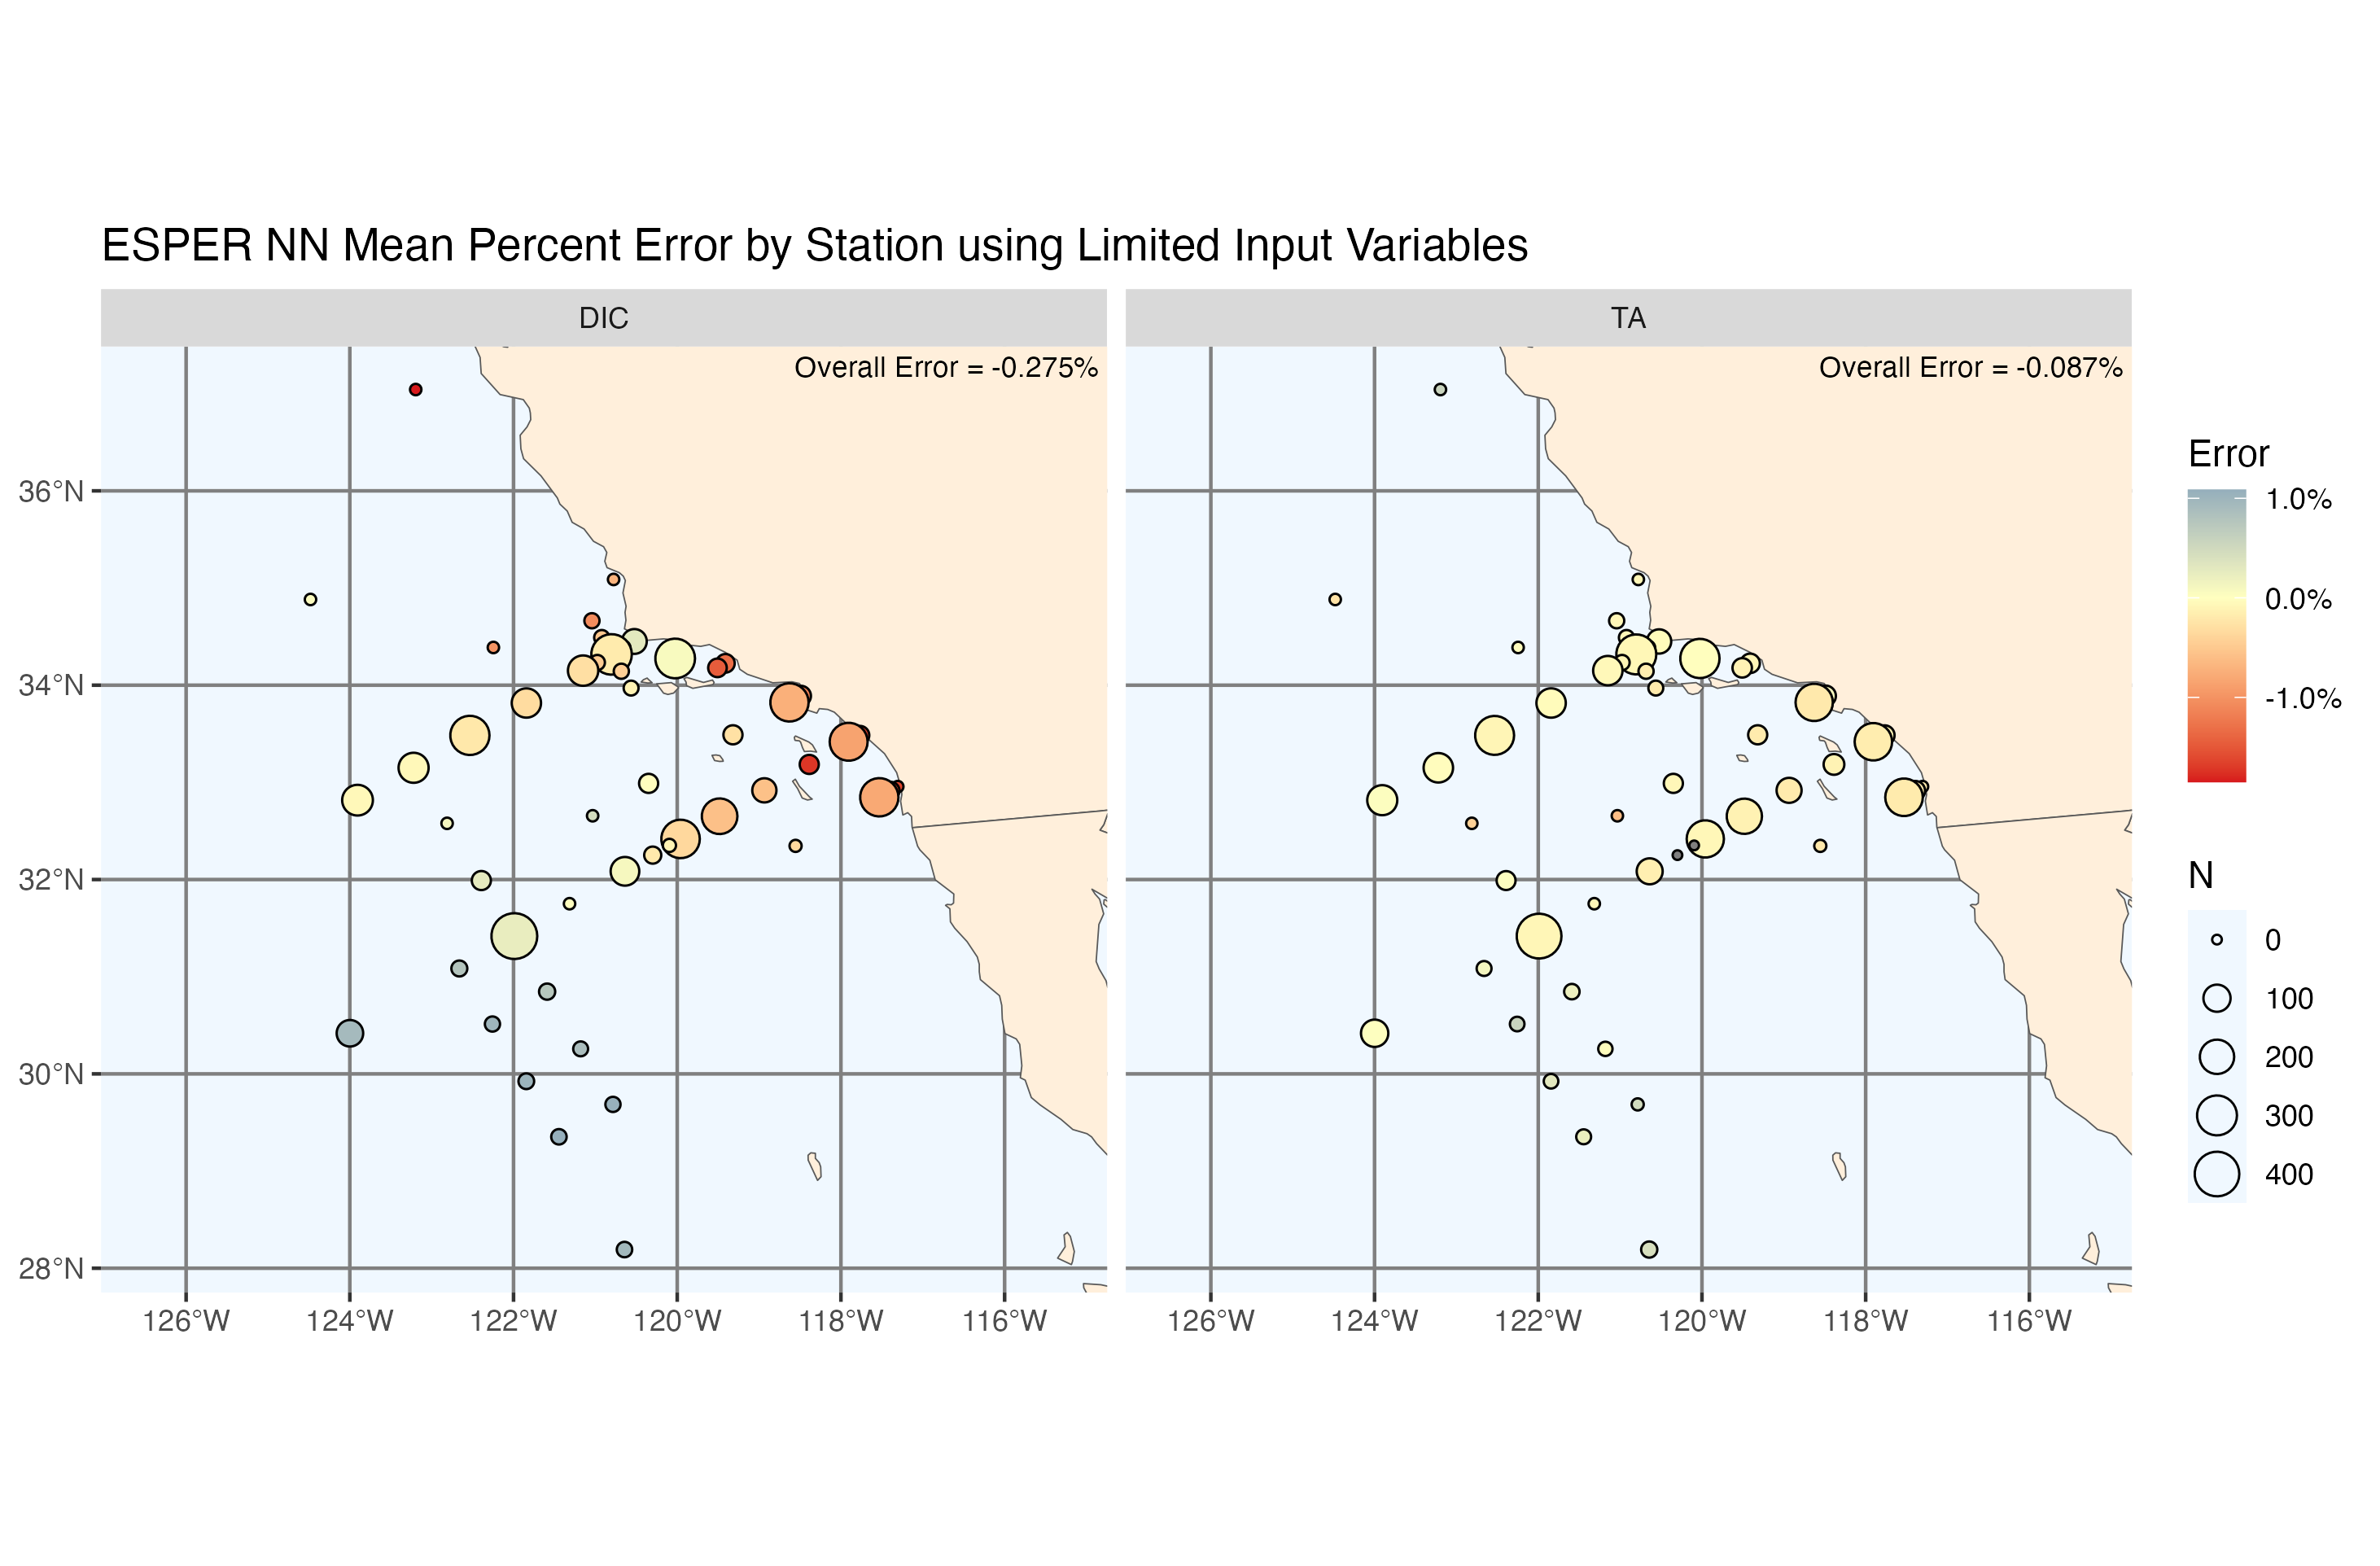 ESPER NN Mean Percent Error by Station using Limited Input Variables
DIC
TA
Overall Error = -0.275%
Overall Error = -0.087%
36°N
34°N
32°N
30°N
28°N
126°W
124°W
122°W
120°W
118°W
116°W
126°W
124°W
122°W
120°W
118°W
116°W
Error
1.0%
0.0%
-1.0%
N
0
100
200
300
400